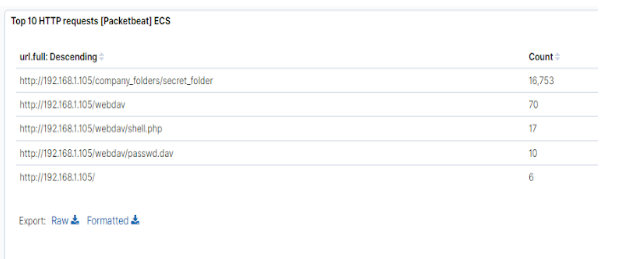 Top 10 HTTP requests [Packetbeat] ECS
url.full: Descending Count
http://192.168.1.105/company_folders/secret_folder 16,753
http://192.168.1.105/webdav 70
http://192.168.1.105/webdav/shell.php 17
http://192.168.1.105/webdav/passwd.dav 10
http://192.168.1.105/ 6
Export: Raw Formatted